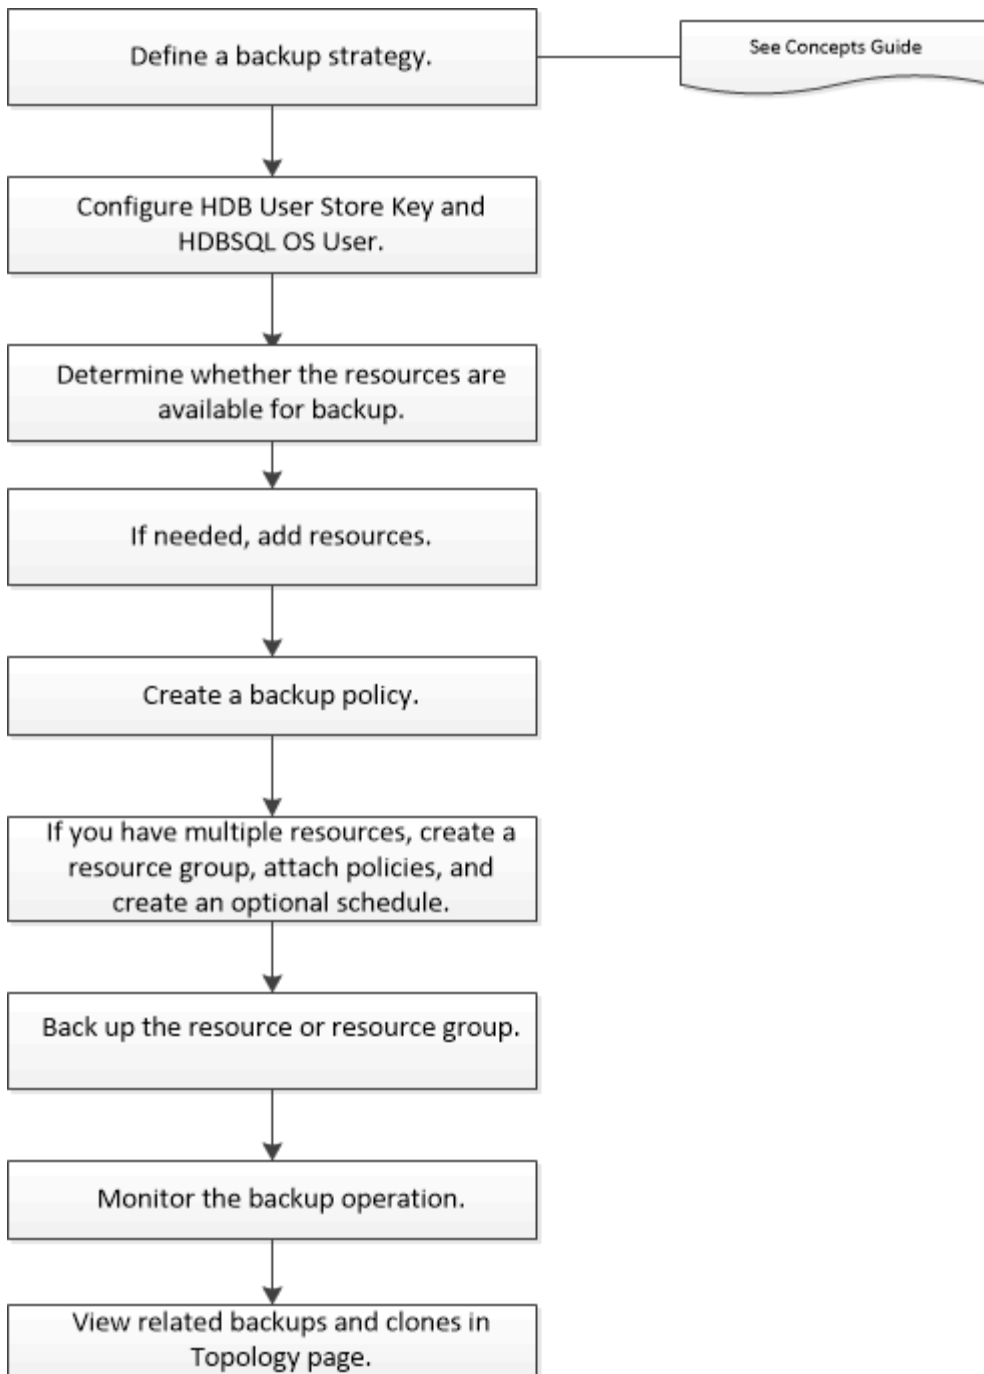 Define a backup strategy.
See Concepts Guide
Configure HDB User Store Key and
HDBSQL OS User.
Determine whether the resources are
available for backup.
If needed, add resources.
Create a backup policy.
If you have multiple resources, create a
resource group, attach policies, and
create an optional schedule.
Back up the resource or resource group.
Monitor the backup operation.
View related backups and clones in
Topology page.